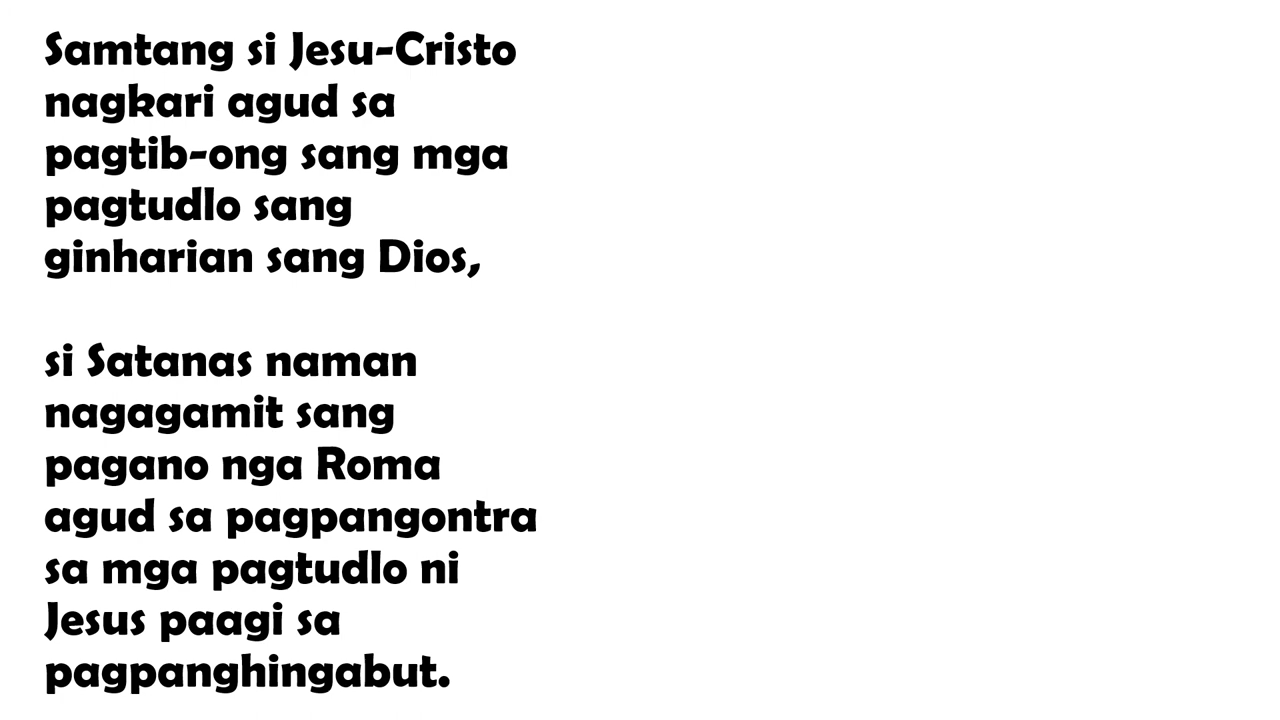 Samtang si Jesu-Cristo
nagkari agud sa
pagtib-ong sang mga
pagtudlo sang
ginharian sang Dios,
si Satanas naman
nagagamit sang
pagano nga Roma
agud sa pagpangontra
sa mga pagtudlo ni
Jesus paagi sa
pagpanghingabut.